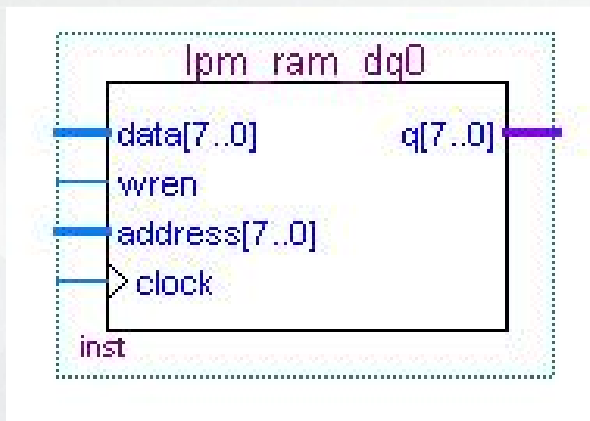 lpm_ram_dq0
data[7..0] q[7..0]
wren
address[7..0]
clock
inst